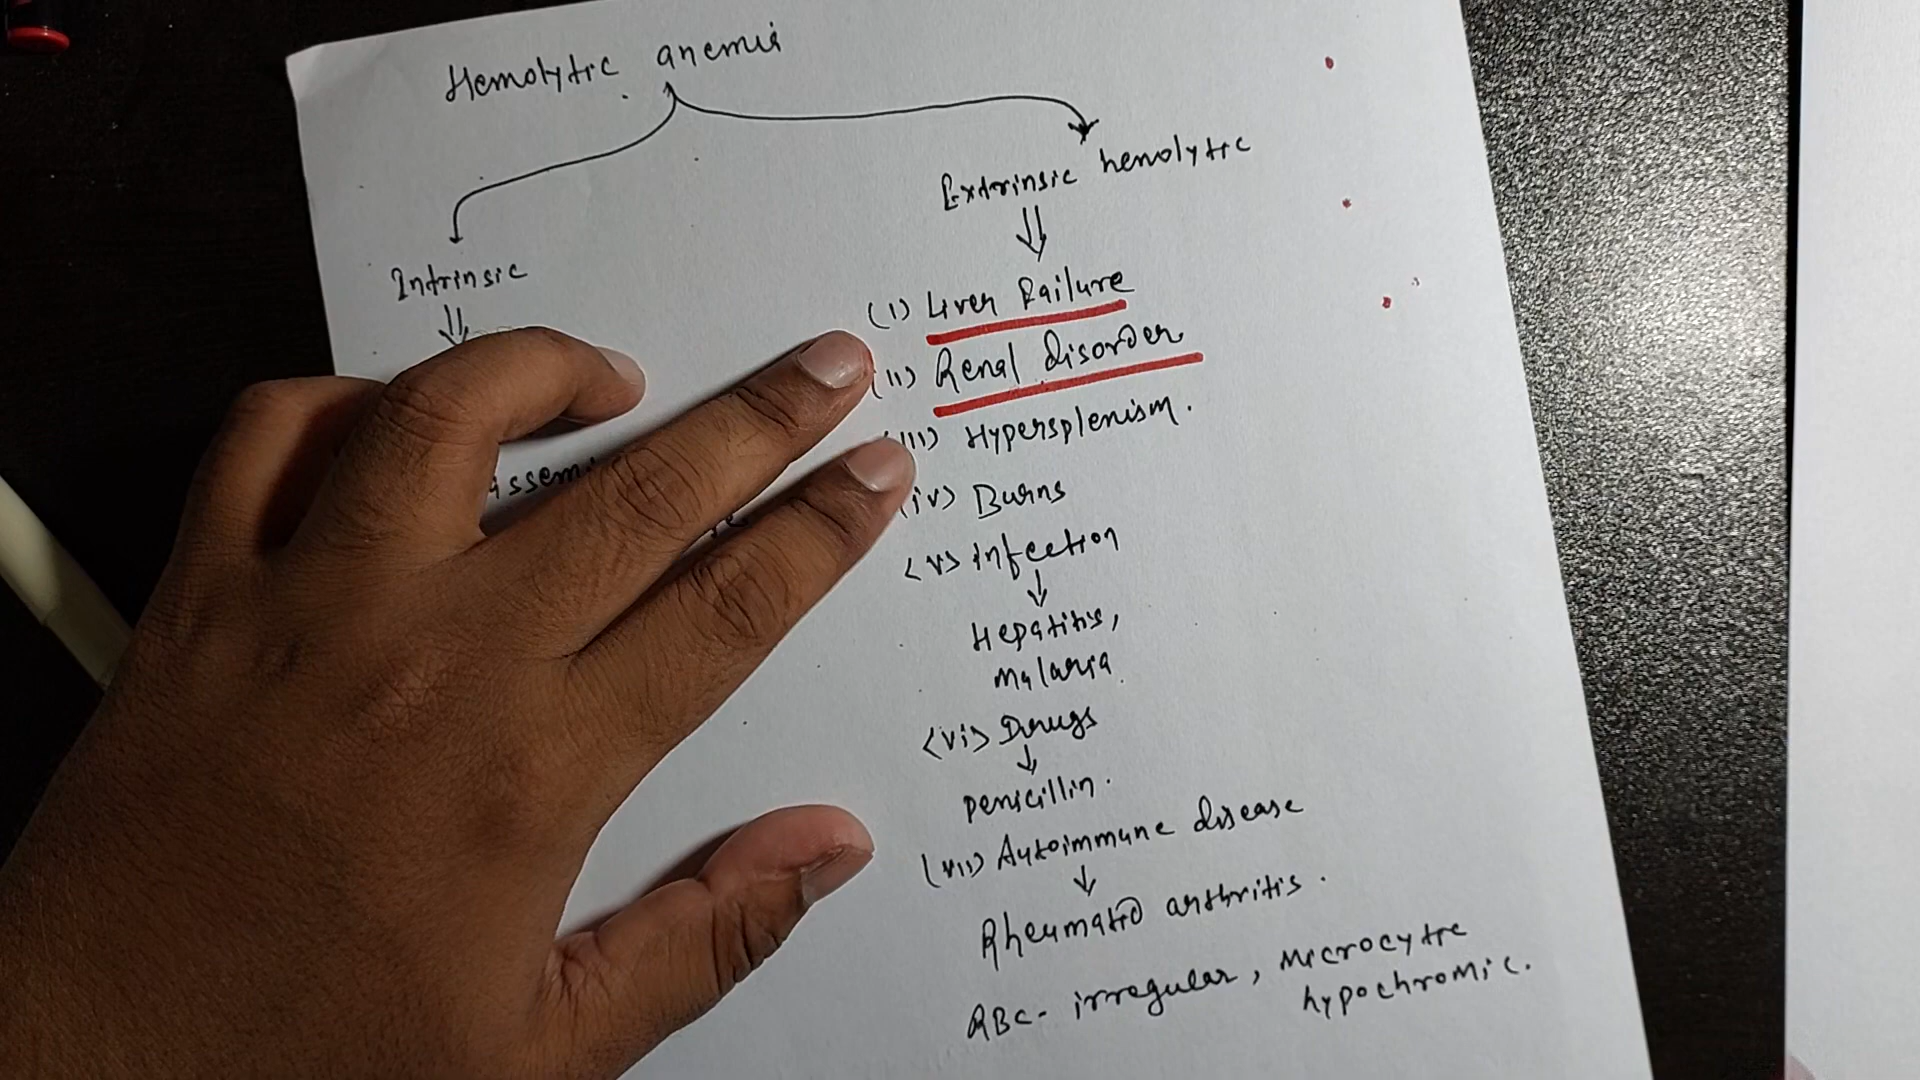 Hemolytic anemia
Intrinsic
Extrinsic hemolytic
(i) Liver Failure
(ii) Renal disorder.
(iii) Hypersplenism.
(iv) Burns
(v) infection
Hepatitis,
malaria.
(vi) Drugs
penicillin.
(vii) Autoimmune disease
Rheumatid arthritis.
RBC- irregular, microcytic
hypochromic.